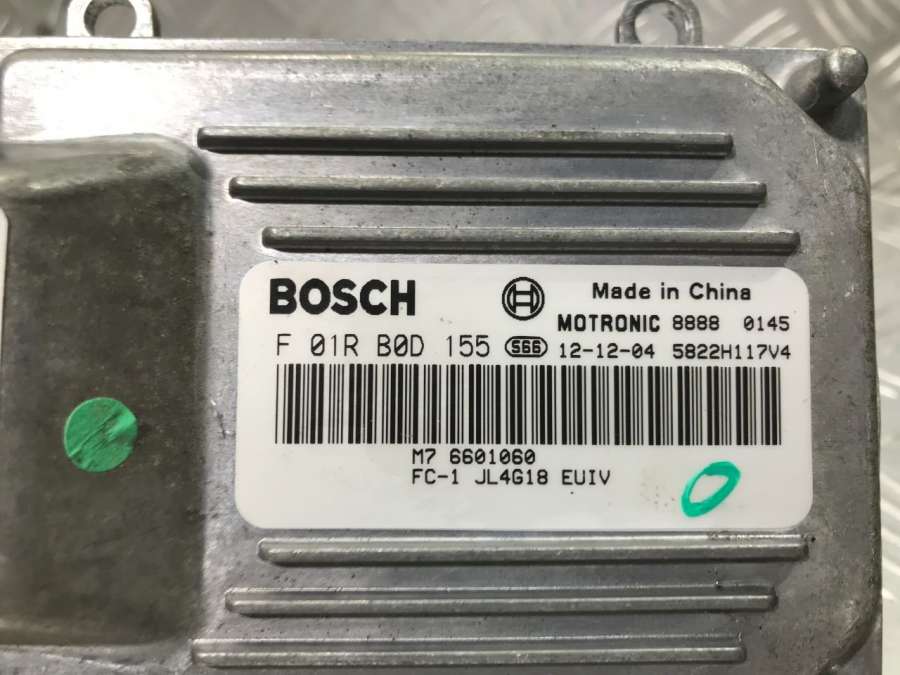 BOSCH
Made in China
MOTRONIC 8888 0145
F 01R B0D 155 S66 12-12-04 5822H117V4
M7 6601060
FC-1 JL4G18 EUIV